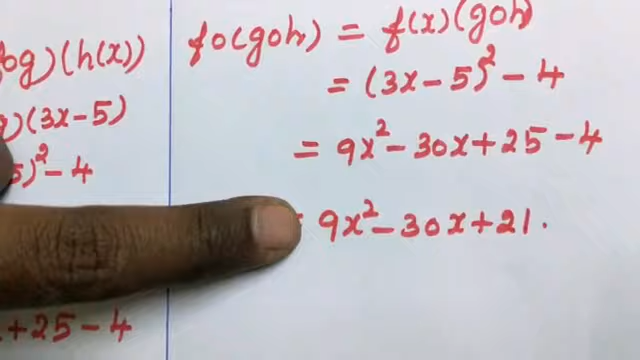 fog)(h(x))
)(3x-5)
5)² - 4
x + 25 - 4
fo(goh) = f(x)(goh)
= (3x - 5)² - 4
= 9x² - 30x + 25 - 4
= 9x² - 30x + 21.